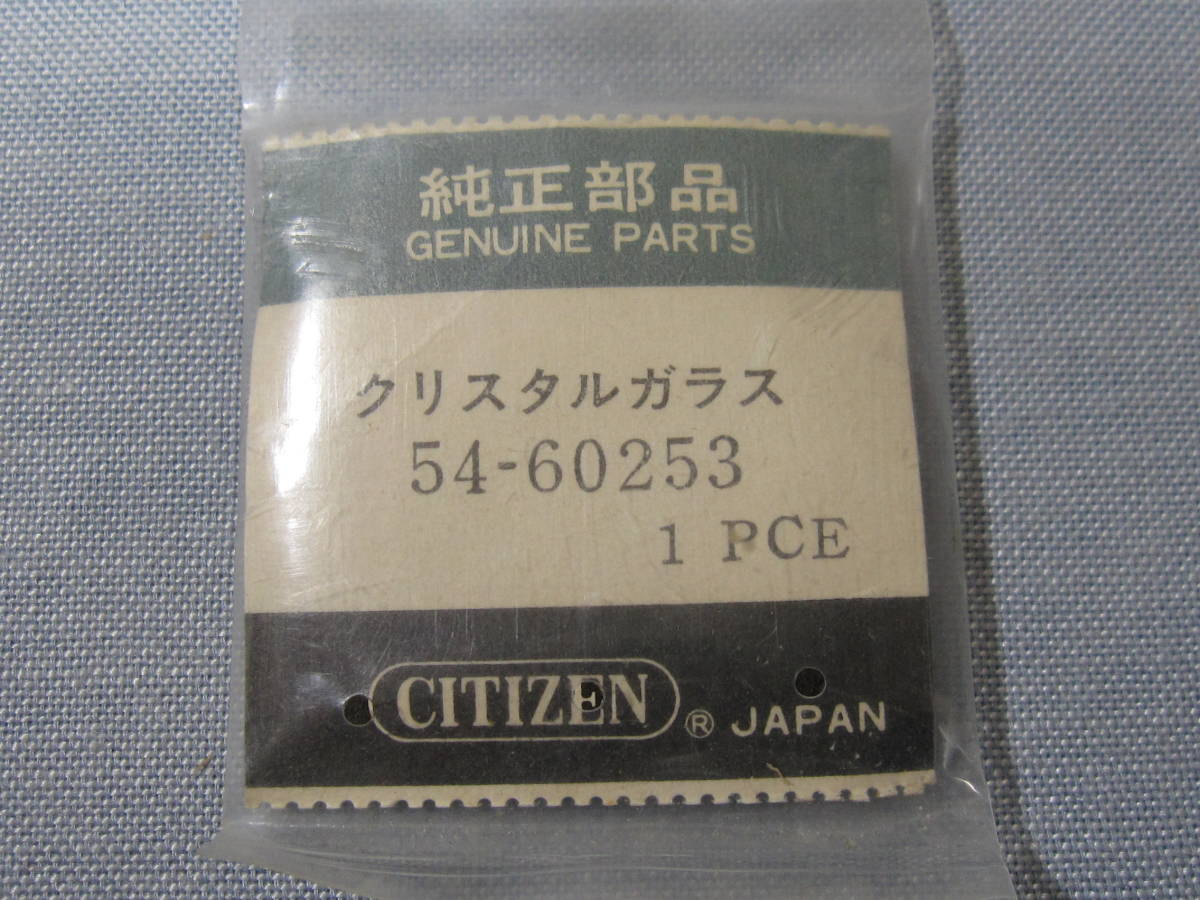 純正部品
GENUINE PARTS
クリスタルガラス
54-60253
1 PCE
CITIZEN ® JAPAN